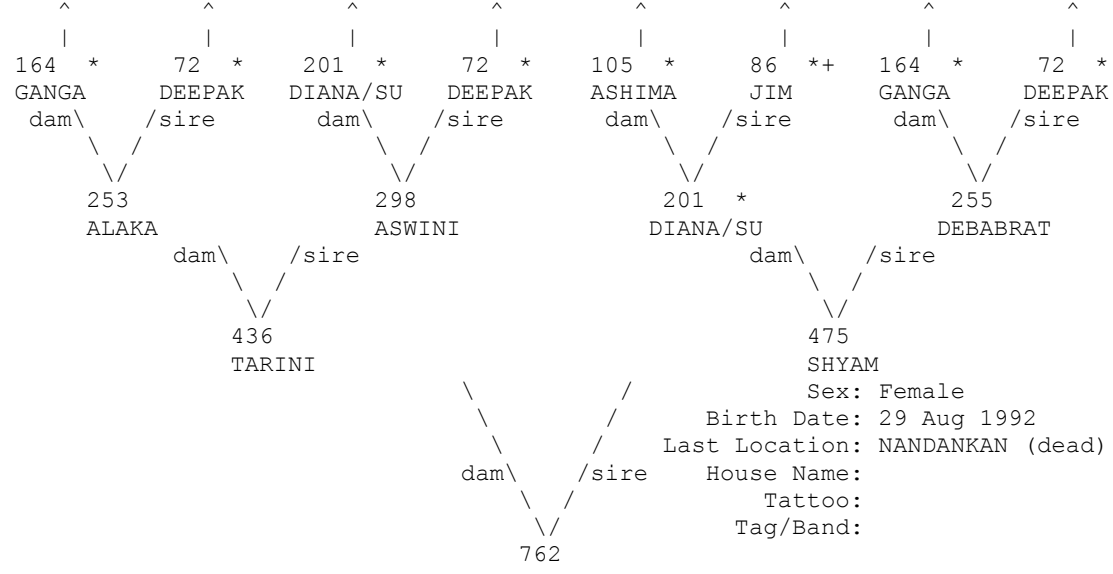 ^ ^ ^ ^ ^ ^ ^ ^
| | | | | | | |
164 * 72 * 201 * 72 * 105 * 86 *+ 164 * 72 *
GANGA DEEPAK DIANA/SU DEEPAK ASHIMA JIM GANGA DEEPAK
dam\ /sire dam\ /sire dam\ /sire dam\ /sire
\ / \ / \ / \ /
\/ \/ \/ \/
253 298 201 * 255
ALAKA ASWINI DIANA/SU DEBABRAT
dam\ /sire dam\ /sire
\ / \ /
\/ \/
436 475
TARINI SHYAM
\ / Sex: Female
\ / Birth Date: 29 Aug 1992
\ / Last Location: NANDANKAN (dead)
dam\ /sire House Name:
\ / Tattoo:
\/ Tag/Band:
762